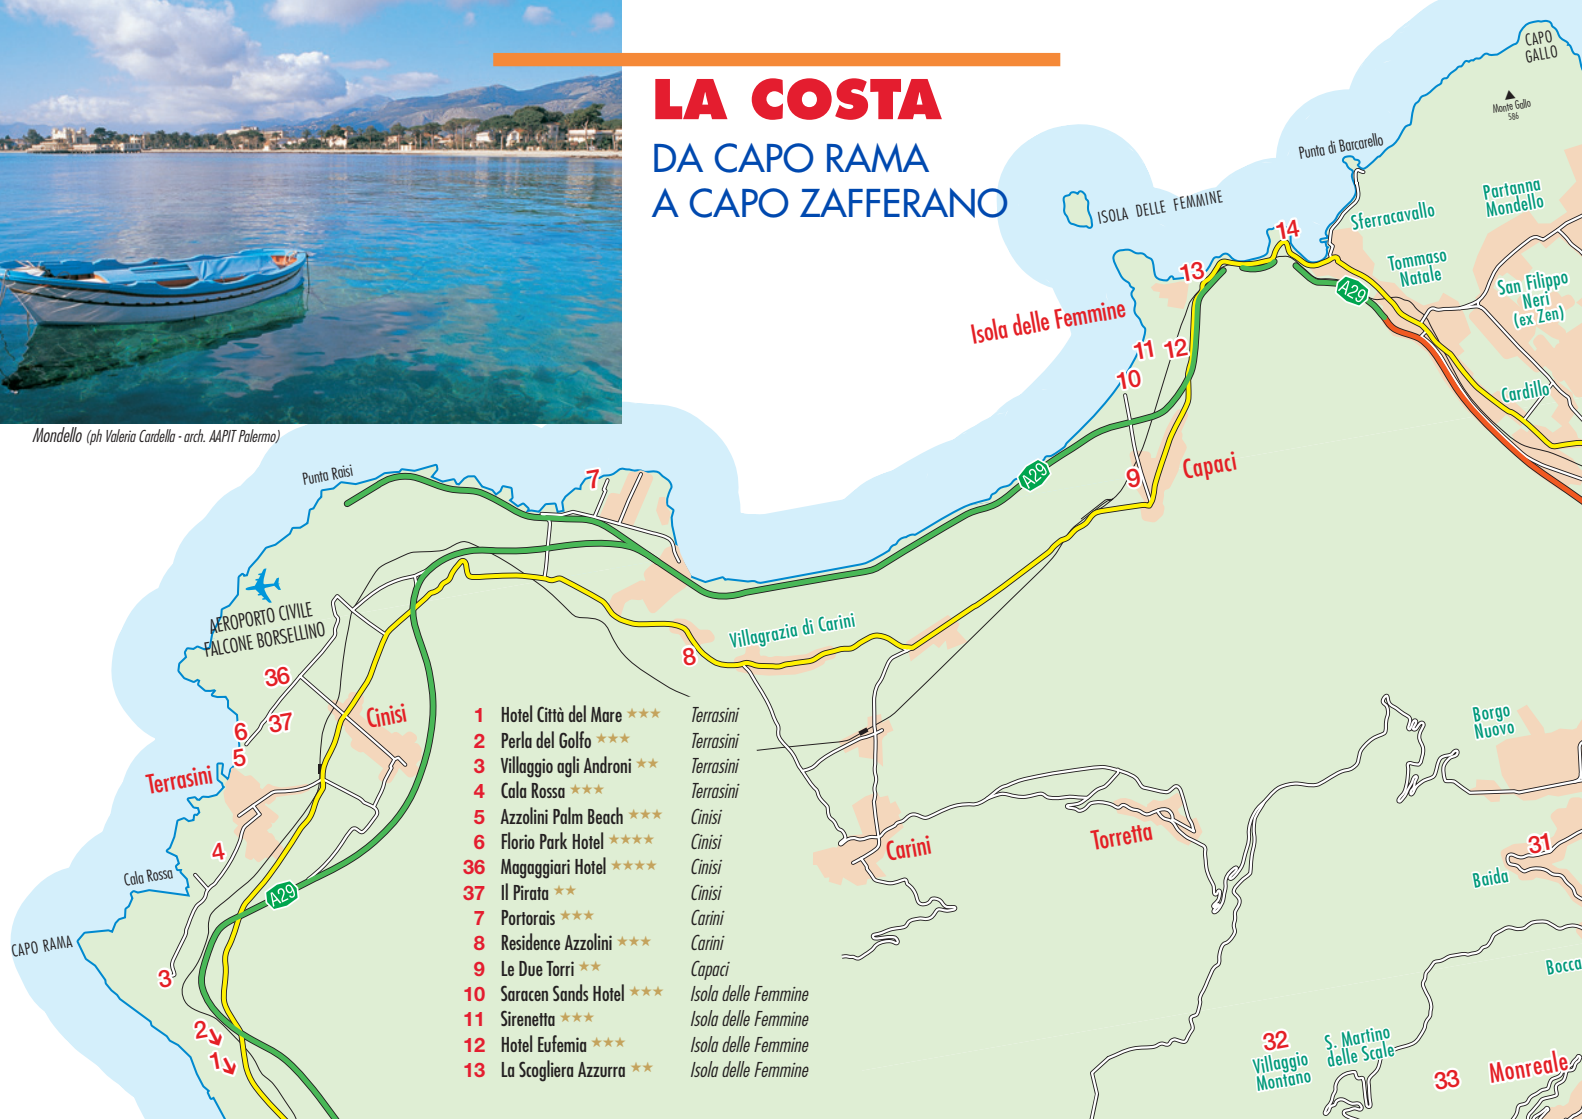 LA COSTA
DA CAPO RAMA
A CAPO ZAFFERANO
Mondello (ph Valeria Cardella - arch. AAPIT Palermo)
CAPO
GALLO
Monte Gallo
586
Punta di Barcarello
Partanna
Mondello
ISOLA DELLE FEMMINE
Sferracavallo
14
Tommaso
Natale
13
A29
San Filippo
Neri
(ex Zen)
Isola delle Femmine
11
12
10
Cardillo
Punta Raisi
7
A29
9
Capaci
AEROPORTO CIVILE
FALCONE BORSELLINO
Villagrazia di Carini
8
36
6
37
Cinisi
5
Terrasini
4
Cala Rossa
A29
CAPO RAMA
3
2
1
1 Hotel Città del Mare ★★★ Terrasini
2 Perla del Golfo ★★★ Terrasini
3 Villaggio agli Androni ★★ Terrasini
4 Cala Rossa ★★★ Terrasini
5 Azzolini Palm Beach ★★★ Cinisi
6 Florio Park Hotel ★★★★ Cinisi
36 Magaggiari Hotel ★★★★ Cinisi
37 Il Pirata ★★ Cinisi
7 Portorais ★★★ Carini
8 Residence Azzolini ★★★ Carini
9 Le Due Torri ★★ Capaci
10 Saracen Sands Hotel ★★★ Isola delle Femmine
11 Sirenetta ★★★ Isola delle Femmine
12 Hotel Eufemia ★★★ Isola delle Femmine
13 La Scogliera Azzurra ★★ Isola delle Femmine
Carini
Torretta
Borgo
Nuovo
31
Baida
Bocca
32
Villaggio
Montano
S. Martino
delle Scale
33
Monreale